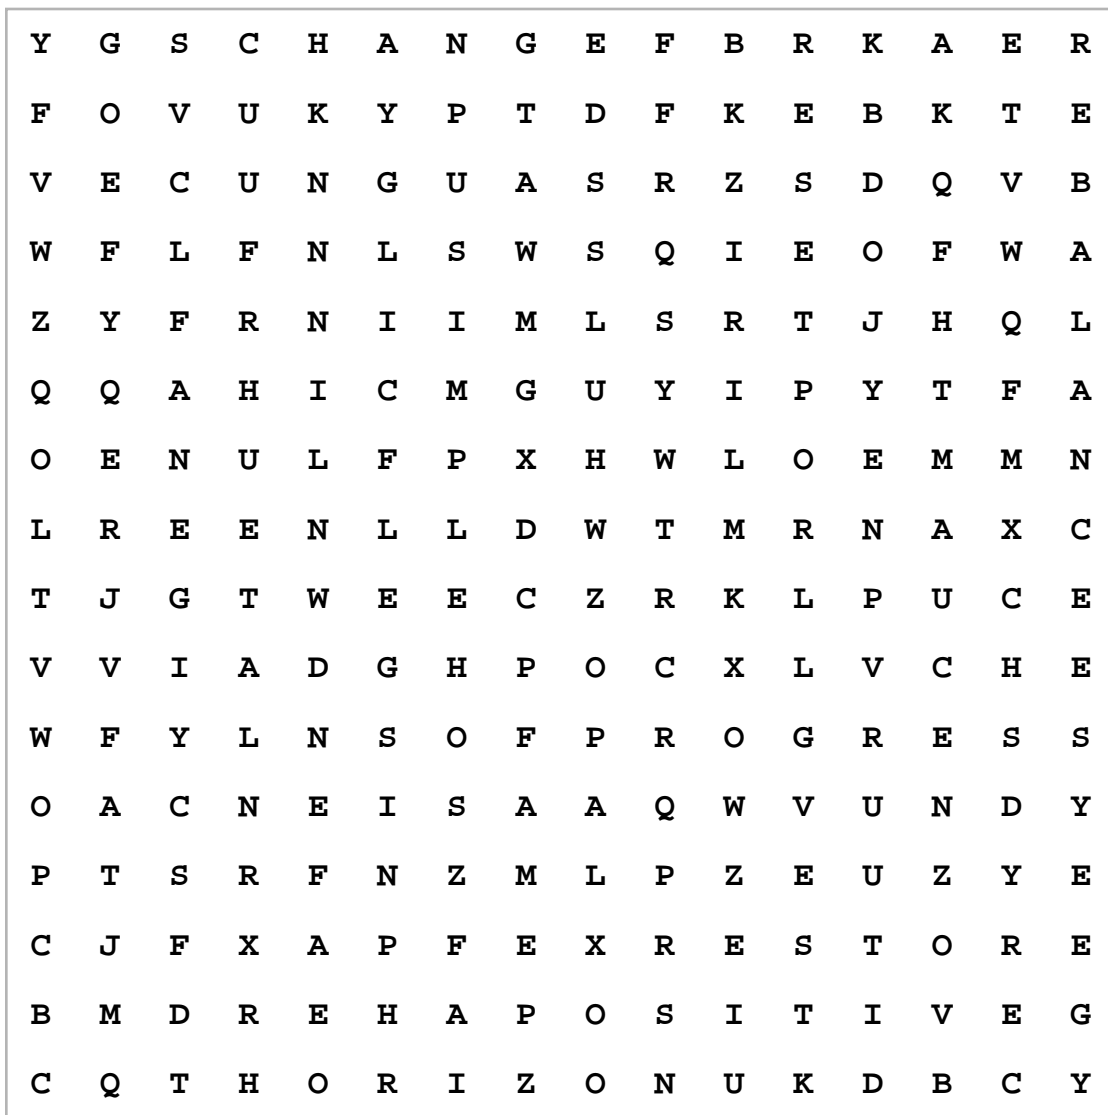 Y G S C H A N G E F B R K A E R
F O V U K Y P T D F K E B K T E
V E C U N G U A S R Z S D Q V B
W F L F N L S W S Q I E O F W A
Z Y F R N I I M L S R T J H Q L
Q Q A H I C M G U Y I P Y T F A
O E N U L F P X H W L O E M M N
L R E E N L L D W T M R N A X C
T J G T W E E C Z R K L P U C E
V V I A D G H P O C X L V C H E
W F Y L N S O F P R O G R E S S
O A C N E I S A A Q W V U N D Y
P T S R F N Z M L P Z E U Z Y E
C J F X A P F E X R E S T O R E
B M D R E H A P O S I T I V E G
C Q T H O R I Z O N U K D B C Y